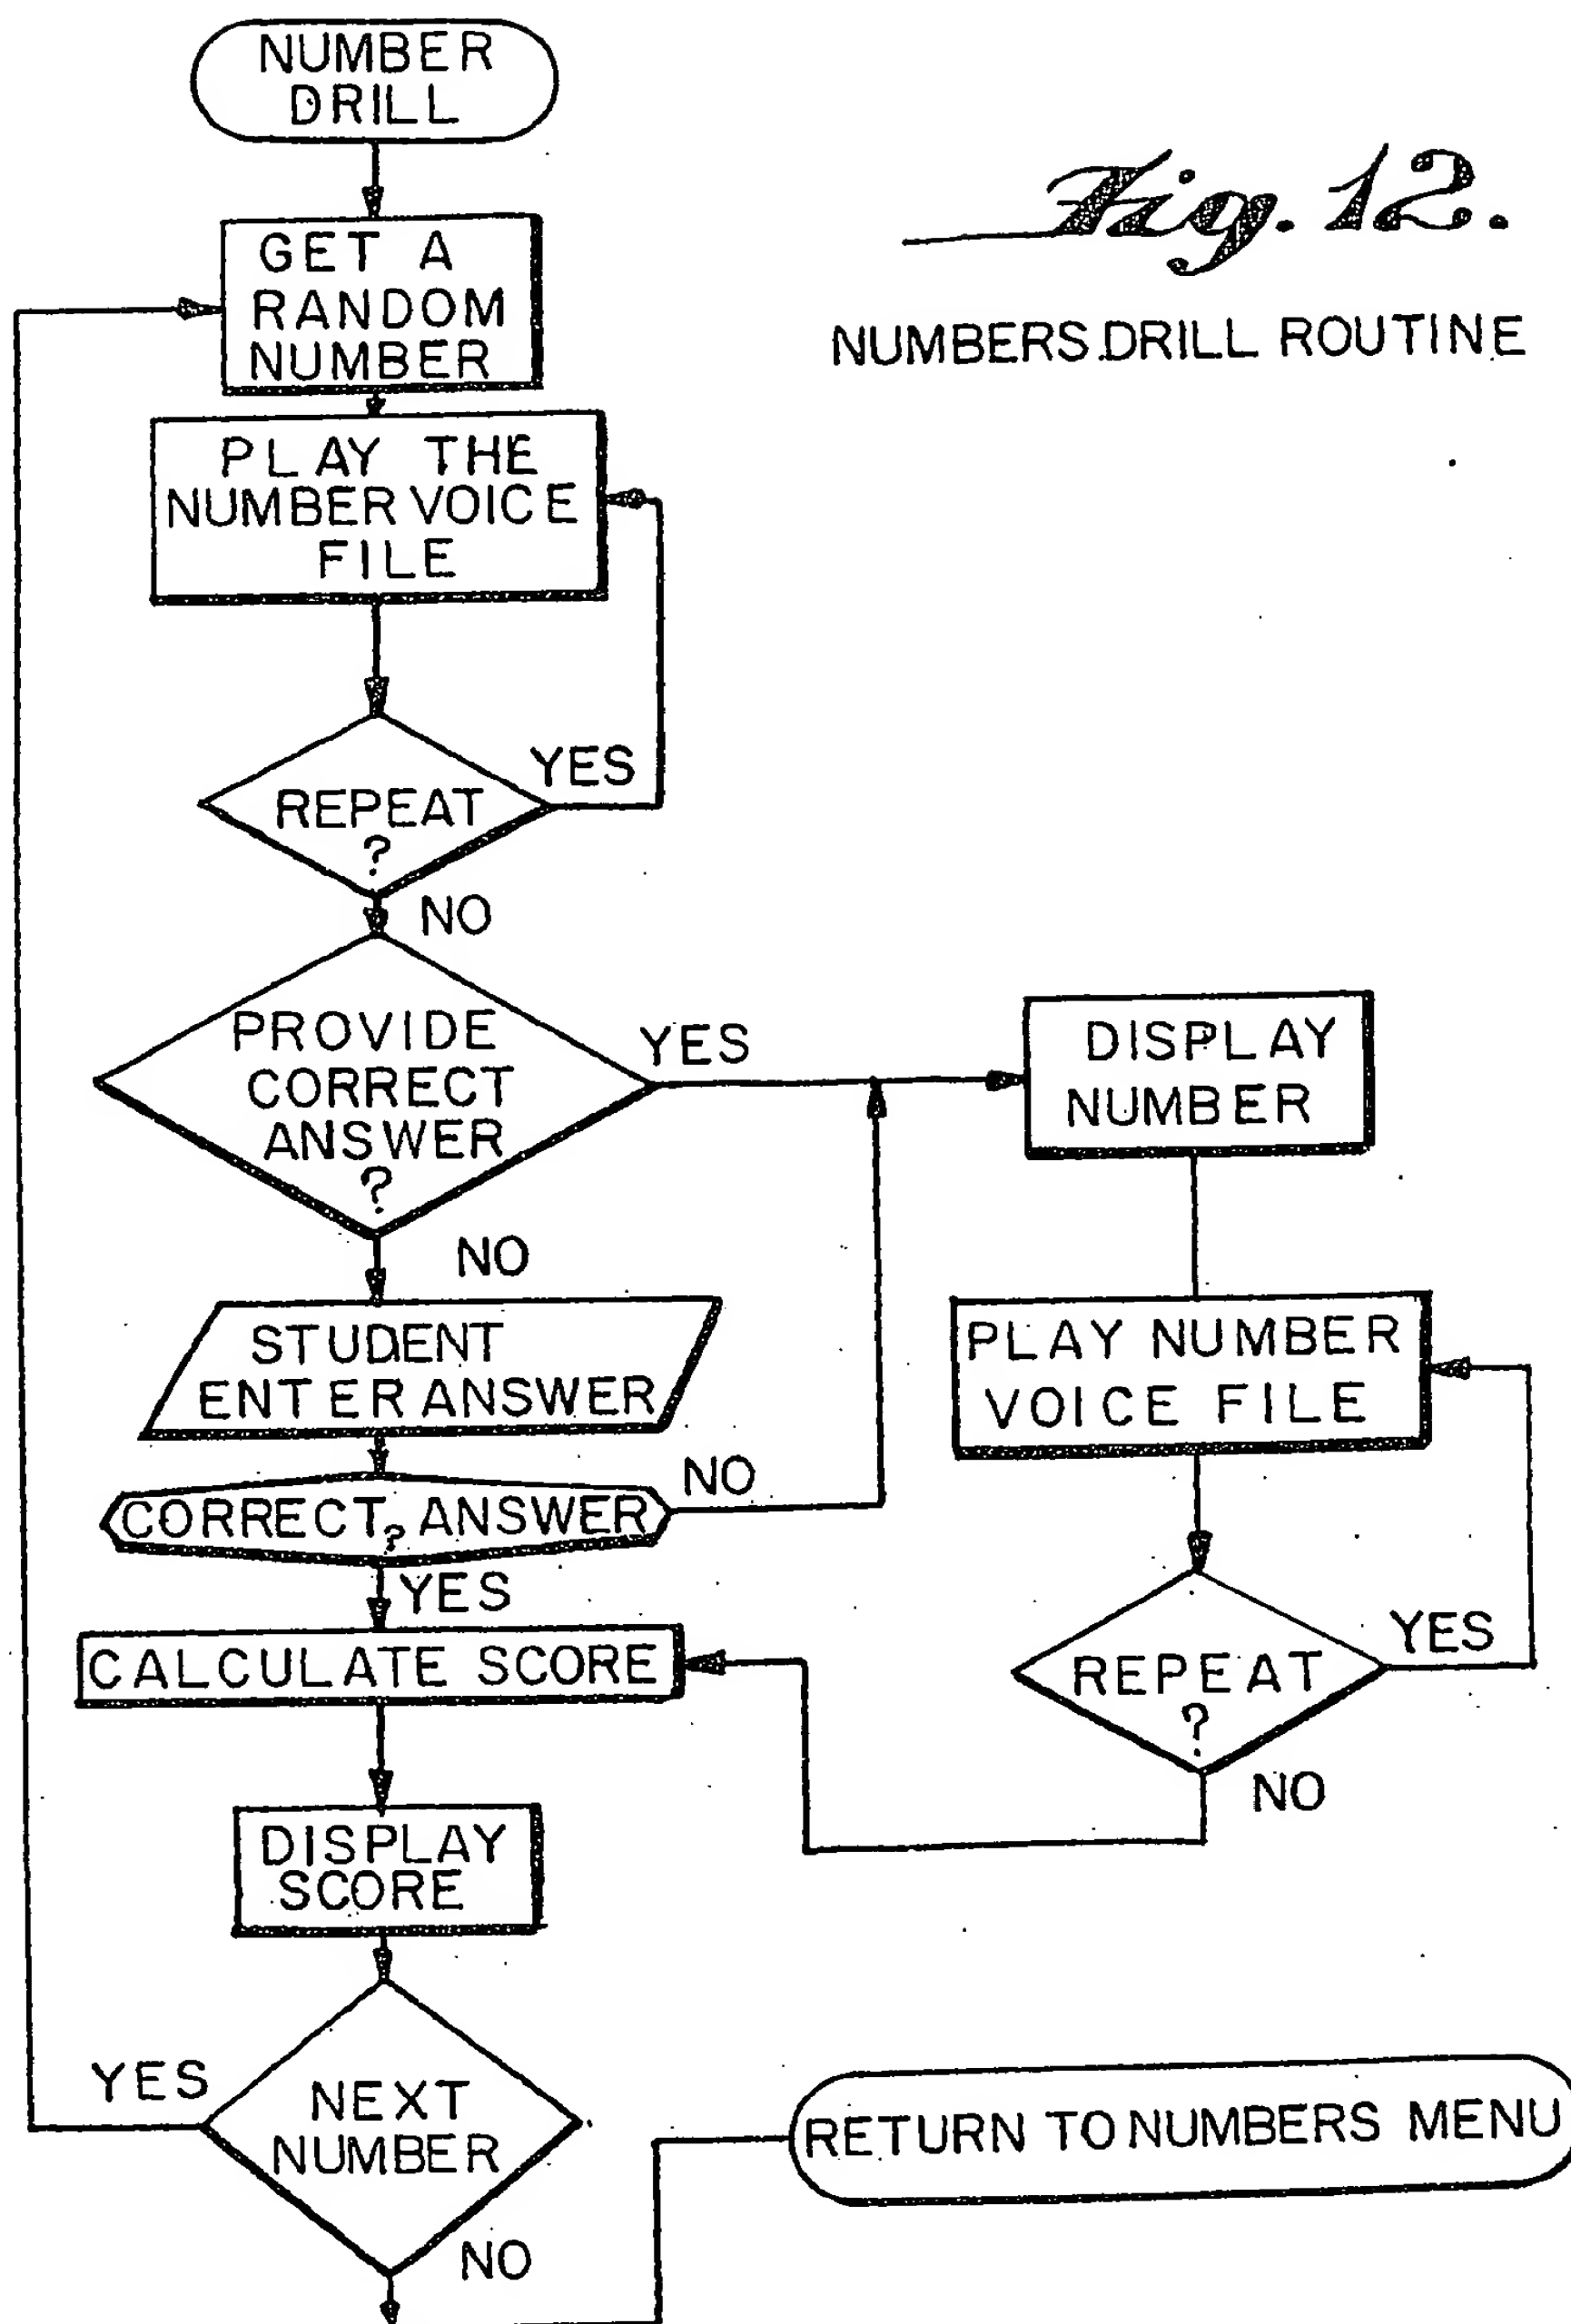 NUMBER
DRILL
Fig. 12.
NUMBERS DRILL ROUTINE
GET A
RANDOM
NUMBER
PLAY THE
NUMBER VOICE
FILE
YES
REPEAT
?
NO
PROVIDE
CORRECT
ANSWER
?
YES
DISPLAY
NUMBER
NO
STUDENT
ENTER ANSWER
PLAY NUMBER
VOICE FILE
CORRECT ANSWER
?
NO
YES
CALCULATE SCORE
REPEAT
?
YES
NO
DISPLAY
SCORE
YES
NEXT
NUMBER
NO
RETURN TO NUMBERS MENU